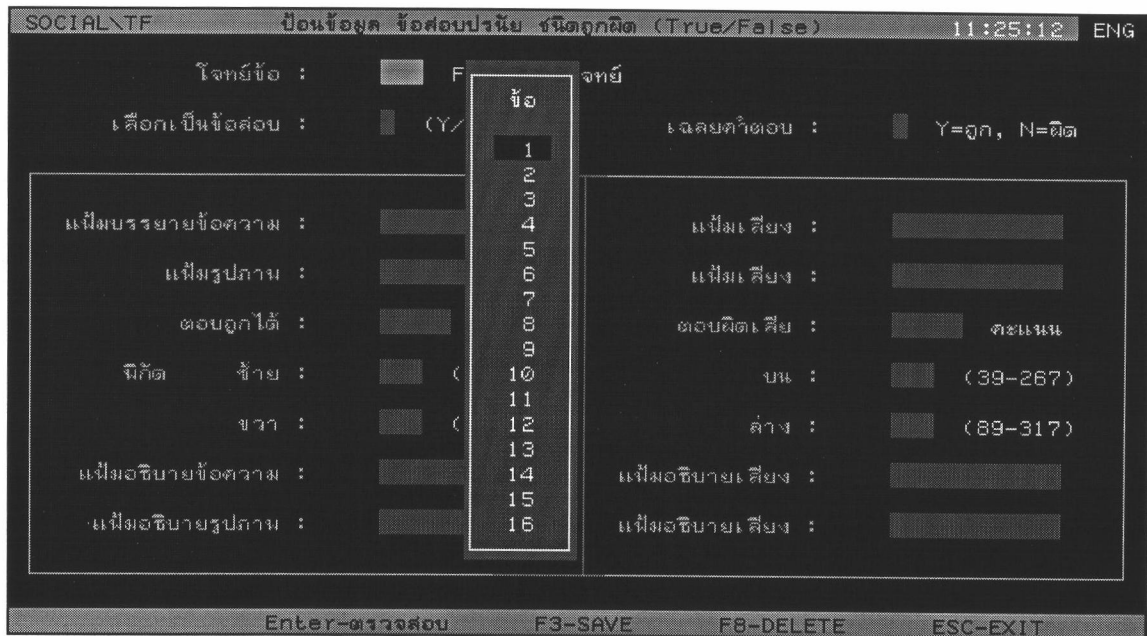 SOCIAL\TF ป้อนข้อมูล ข้อสอบปรนัย ชนิดถูกผิด (True/False) 11:25:12 ENG
โจทย์ข้อ : F จทย์
เลือกเป็นข้อสอบ : (Y/ เฉลยคำตอบ : Y=ถูก, N=ผิด
ข้อ
1
2
3
4
5
6
7
8
9
10
11
12
13
14
15
16
แฟ้มบรรยายข้อความ : แฟ้มเสียง :
แฟ้มรูปภาพ : แฟ้มเสียง :
ตอบถูกได้ : ตอบผิดเสีย : คะแนน
พิกัด ซ้าย : ( บน : (39-267)
ขวา : ( ล่าง : (89-317)
แฟ้มอธิบายข้อความ : แฟ้มอธิบายเสียง :
แฟ้มอธิบายรูปภาพ : แฟ้มอธิบายเสียง :
Enter-ตรวจสอบ F3-SAVE F8-DELETE ESC-EXIT